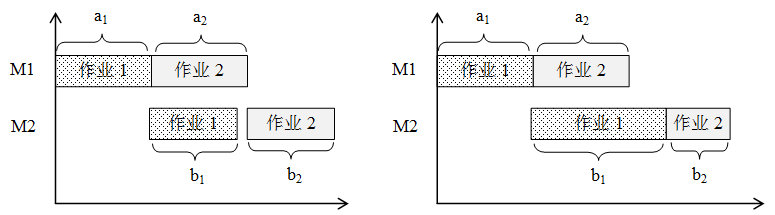 a1 a2 a1 a2
M1 作业 1 作业 2 M1 作业 1 作业 2
M2 作业 1 作业 2 M2 作业 1 作业 2
b1 b2 b1 b2